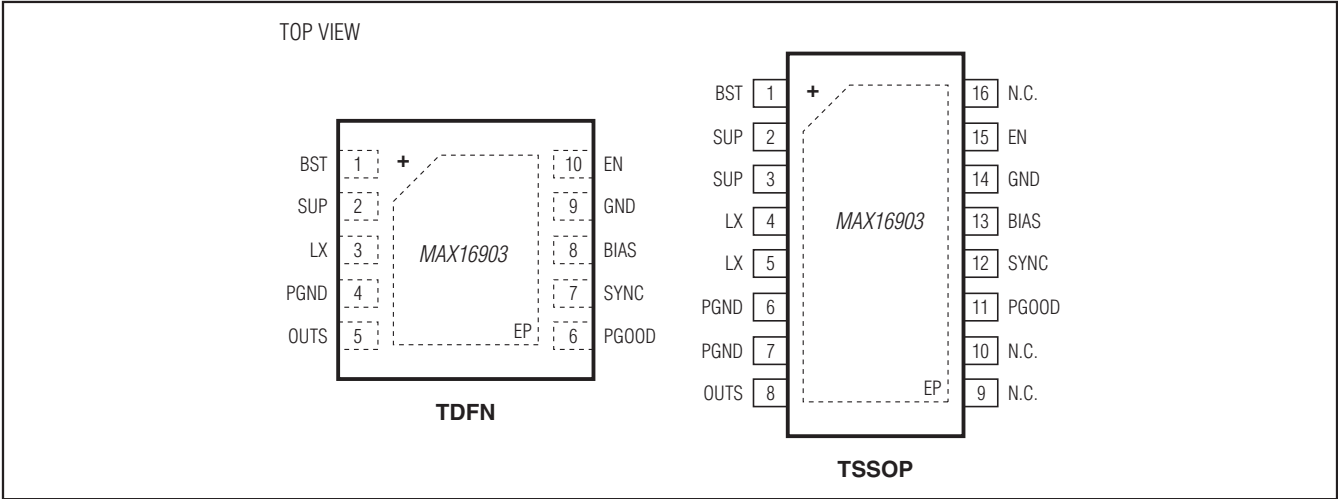 TOP VIEW
BST 1 + 10 EN
SUP 2 9 GND
LX 3 MAX16903 8 BIAS
PGND 4 7 SYNC
OUTS 5 EP 6 PGOOD
TDFN
BST 1 + 16 N.C.
SUP 2 15 EN
SUP 3 14 GND
LX 4 MAX16903 13 BIAS
LX 5 12 SYNC
PGND 6 11 PGOOD
PGND 7 10 N.C.
OUTS 8 EP 9 N.C.
TSSOP